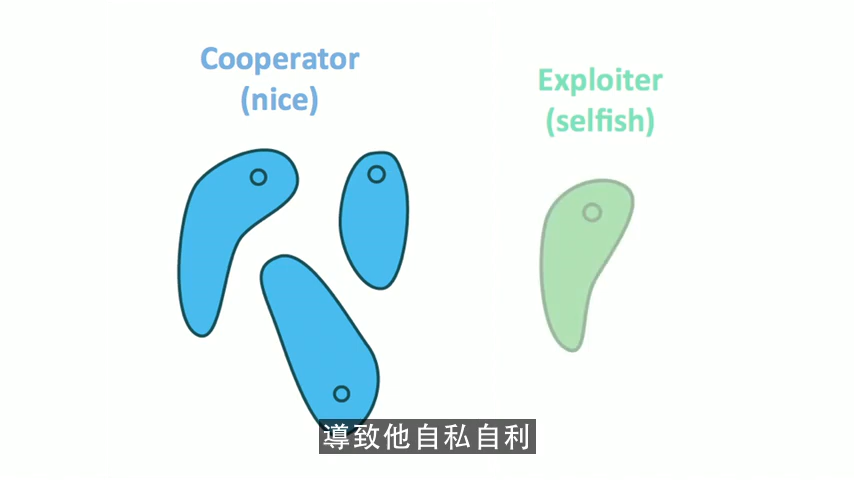 Cooperator
(nice)
Exploiter
(selfish)
導致他自私自利